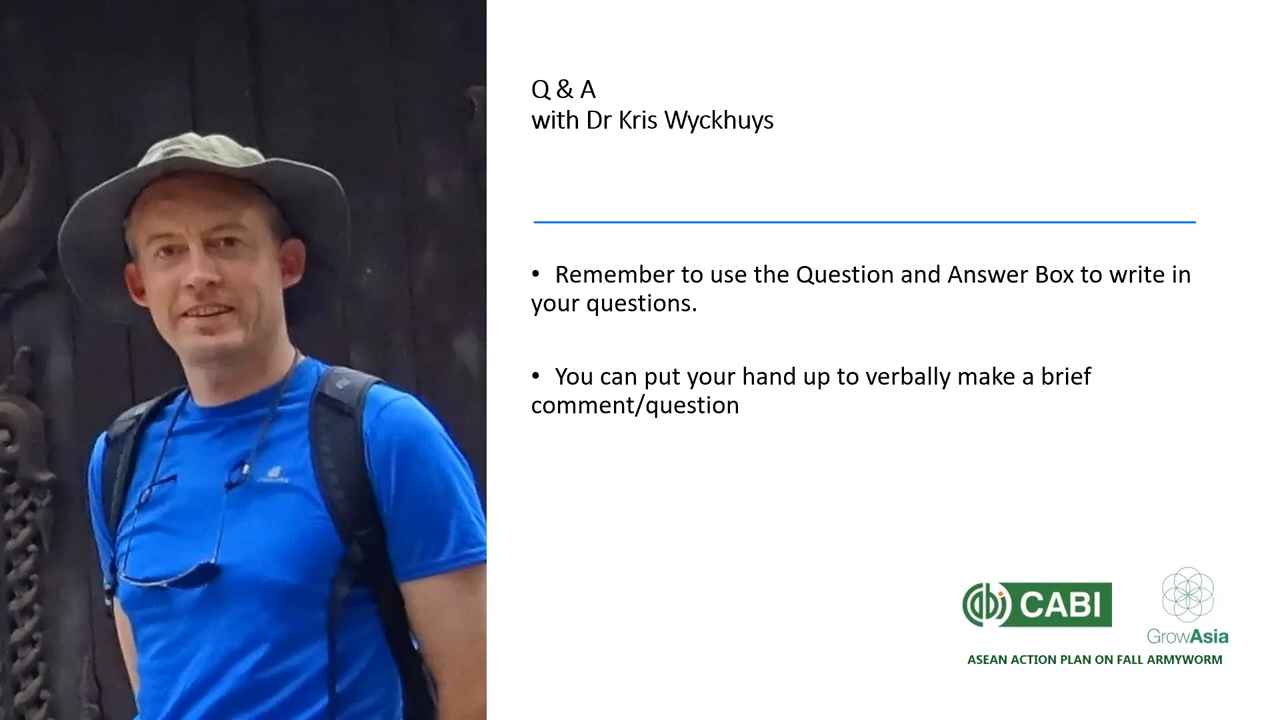 Q & A
with Dr Kris Wyckhuys
• Remember to use the Question and Answer Box to write in
your questions.
• You can put your hand up to verbally make a brief
comment/question
CABI
GrowAsia
ASEAN ACTION PLAN ON FALL ARMYWORM